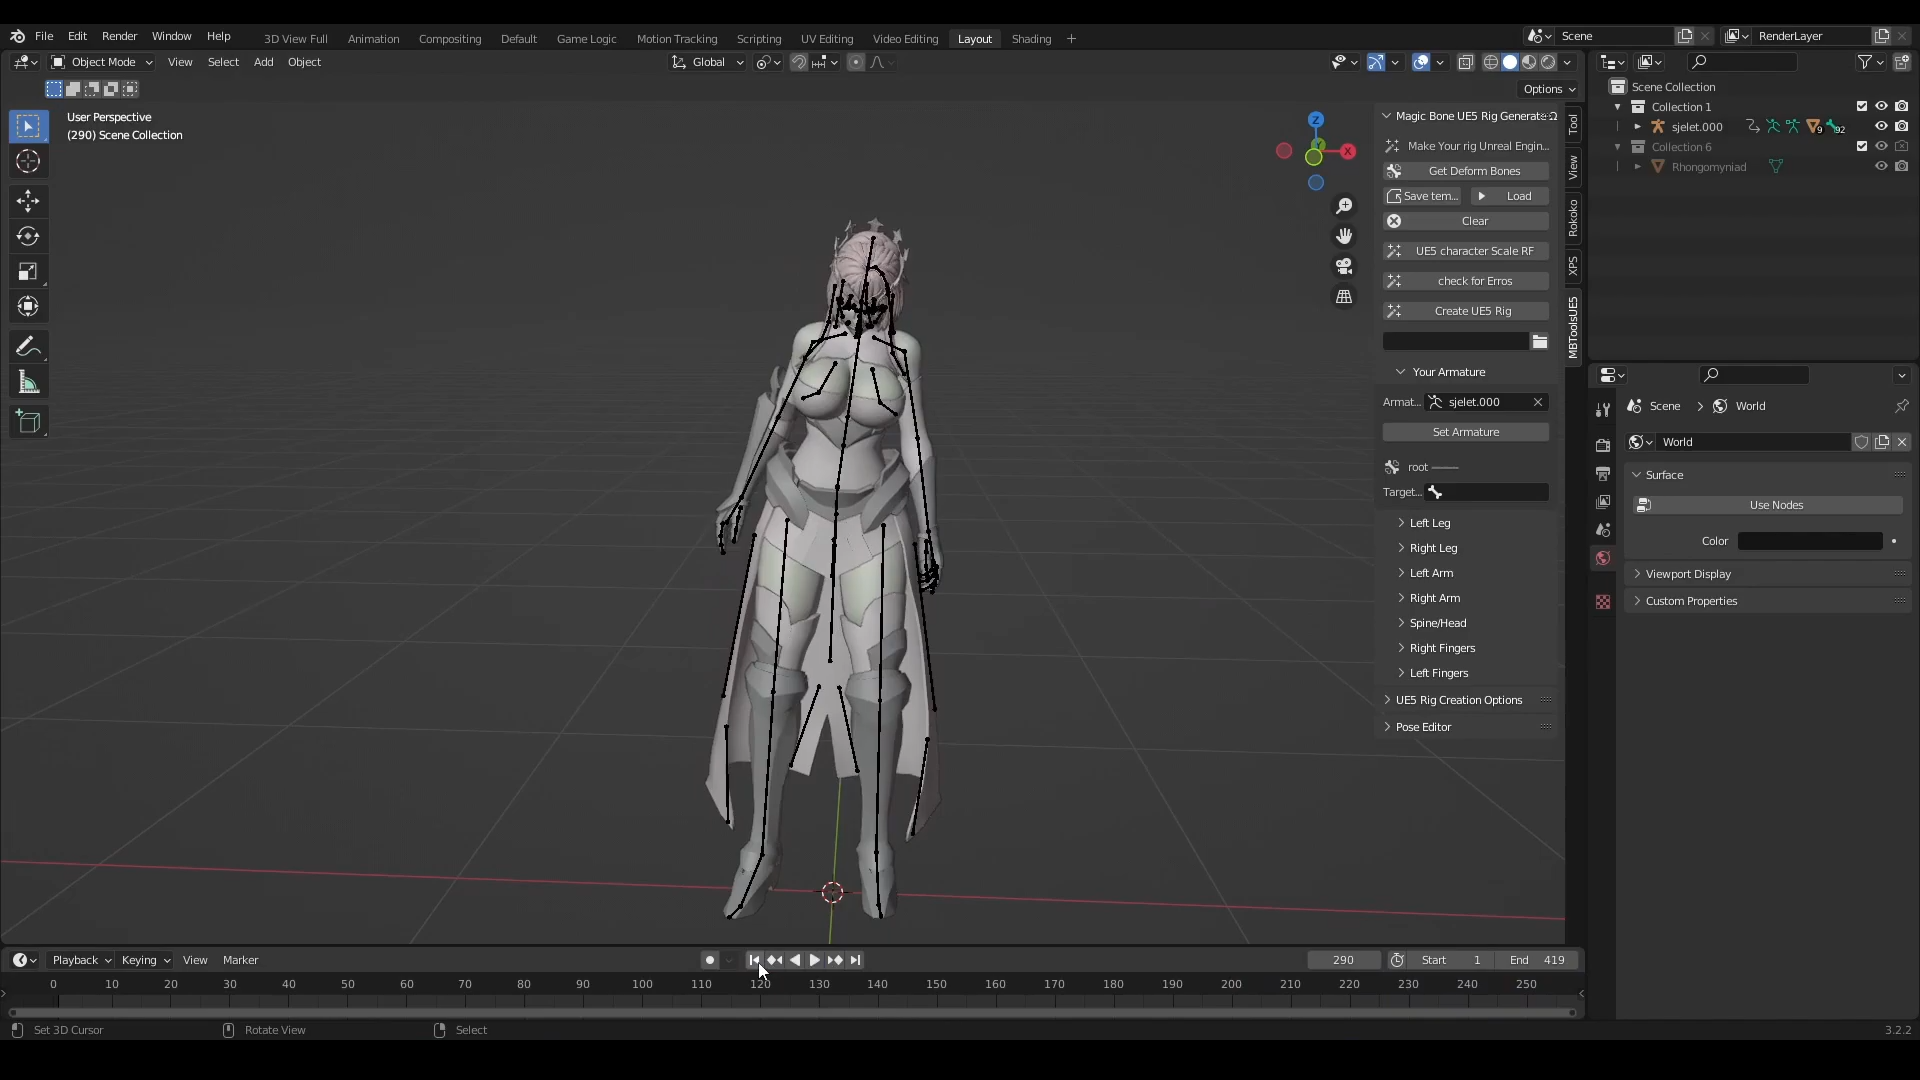 File Edit Render Window Help
3D View Full Animation Compositing Default Game Logic Motion Tracking Scripting UV Editing Video Editing Layout Shading +
Scene
RenderLayer
Object Mode View Select Add Object
Global
Options
User Perspective
(290) Scene Collection
Z
X
Magic Bone UE5 Rig Generato
Make Your rig Unreal Engin...
Get Deform Bones
Save tem... Load
Clear
UE5 character Scale RF
check for Erros
Create UE5 Rig
Your Armature
Armat... sjelet.000
Set Armature
root
Target...
Left Leg
Right Leg
Left Arm
Right Arm
Spine/Head
Right Fingers
Left Fingers
UE5 Rig Creation Options
Pose Editor
Tool
View
Rokoko
XPS
MBToolsUE5
Scene Collection
Collection 1
sjelet.000 9 92
Collection 6
Rhongomyniad
Scene > World
World
Surface
Use Nodes
Color
Viewport Display
Custom Properties
Playback Keying View Marker
290 Start 1 End 419
0 10 20 30 40 50 60 70 80 90 100 110 120 130 140 150 160 170 180 190 200 210 220 230 240 250
Set 3D Cursor Rotate View Select
3.2.2